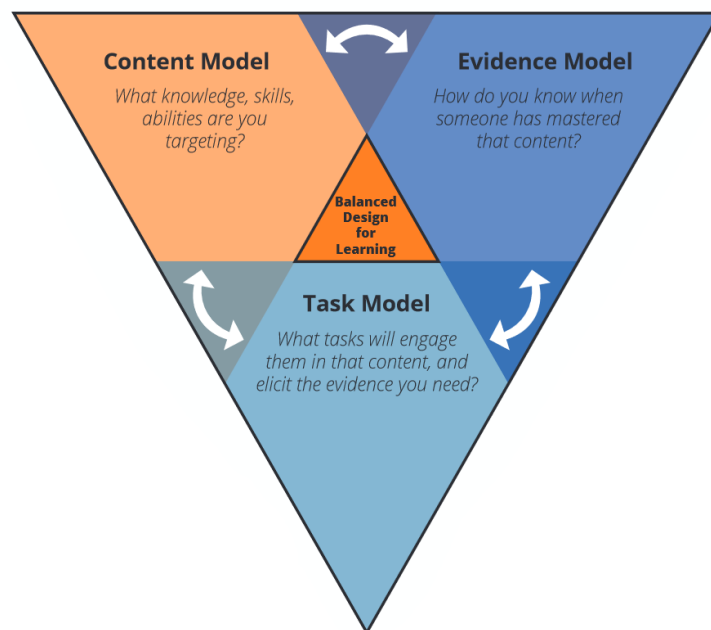 Content Model
What knowledge, skills,
abilities are you
targeting?
Evidence Model
How do you know when
someone has mastered
that content?
Balanced
Design
for
Learning
Task Model
What tasks will engage
them in that content, and
elicit the evidence you need?